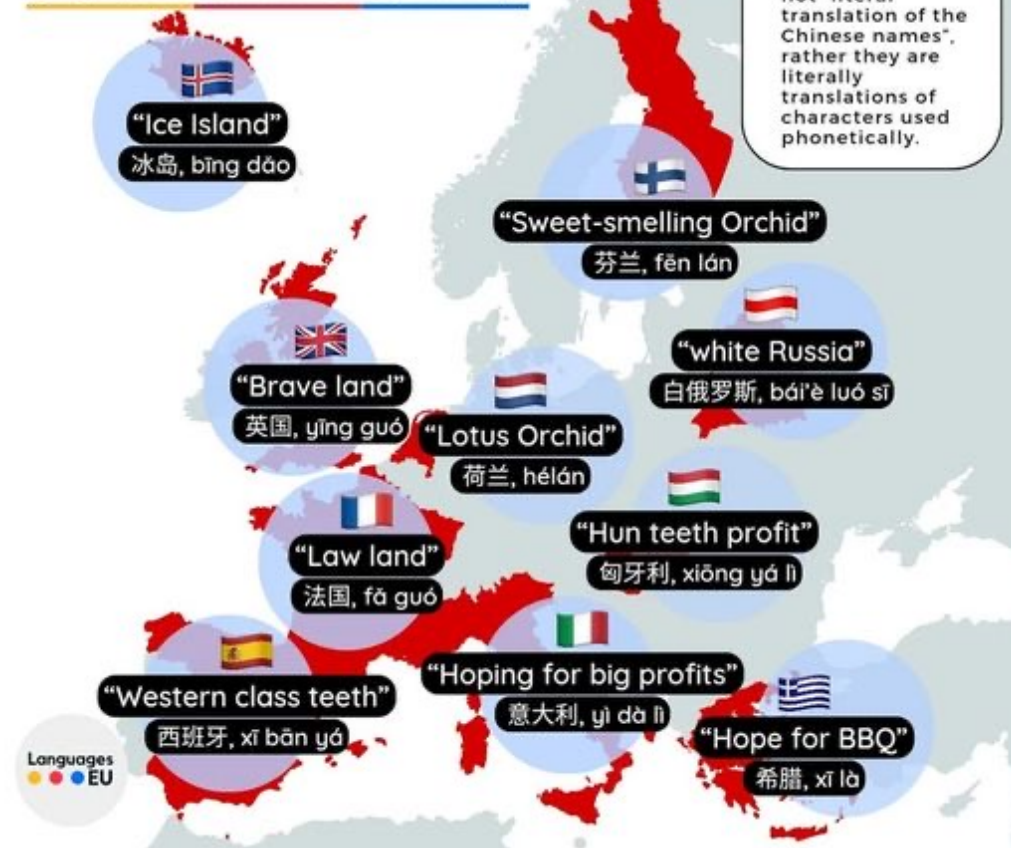 translation of the
Chinese names",
rather they are
literally
translations of
characters used
phonetically.
“Ice Island”
冰岛, bīng dǎo
“Sweet-smelling Orchid”
芬兰, fēn lán
“white Russia”
白俄罗斯, bái'è luó sī
“Brave land”
英国, yīng guó
“Lotus Orchid”
荷兰, hélán
“Hun teeth profit”
匈牙利, xiōng yá lì
“Law land”
法国, fǎ guó
“Hoping for big profits”
意大利, yì dà lì
“Western class teeth”
西班牙, xī bān yá
“Hope for BBQ”
希腊, xī là
Languages
EU